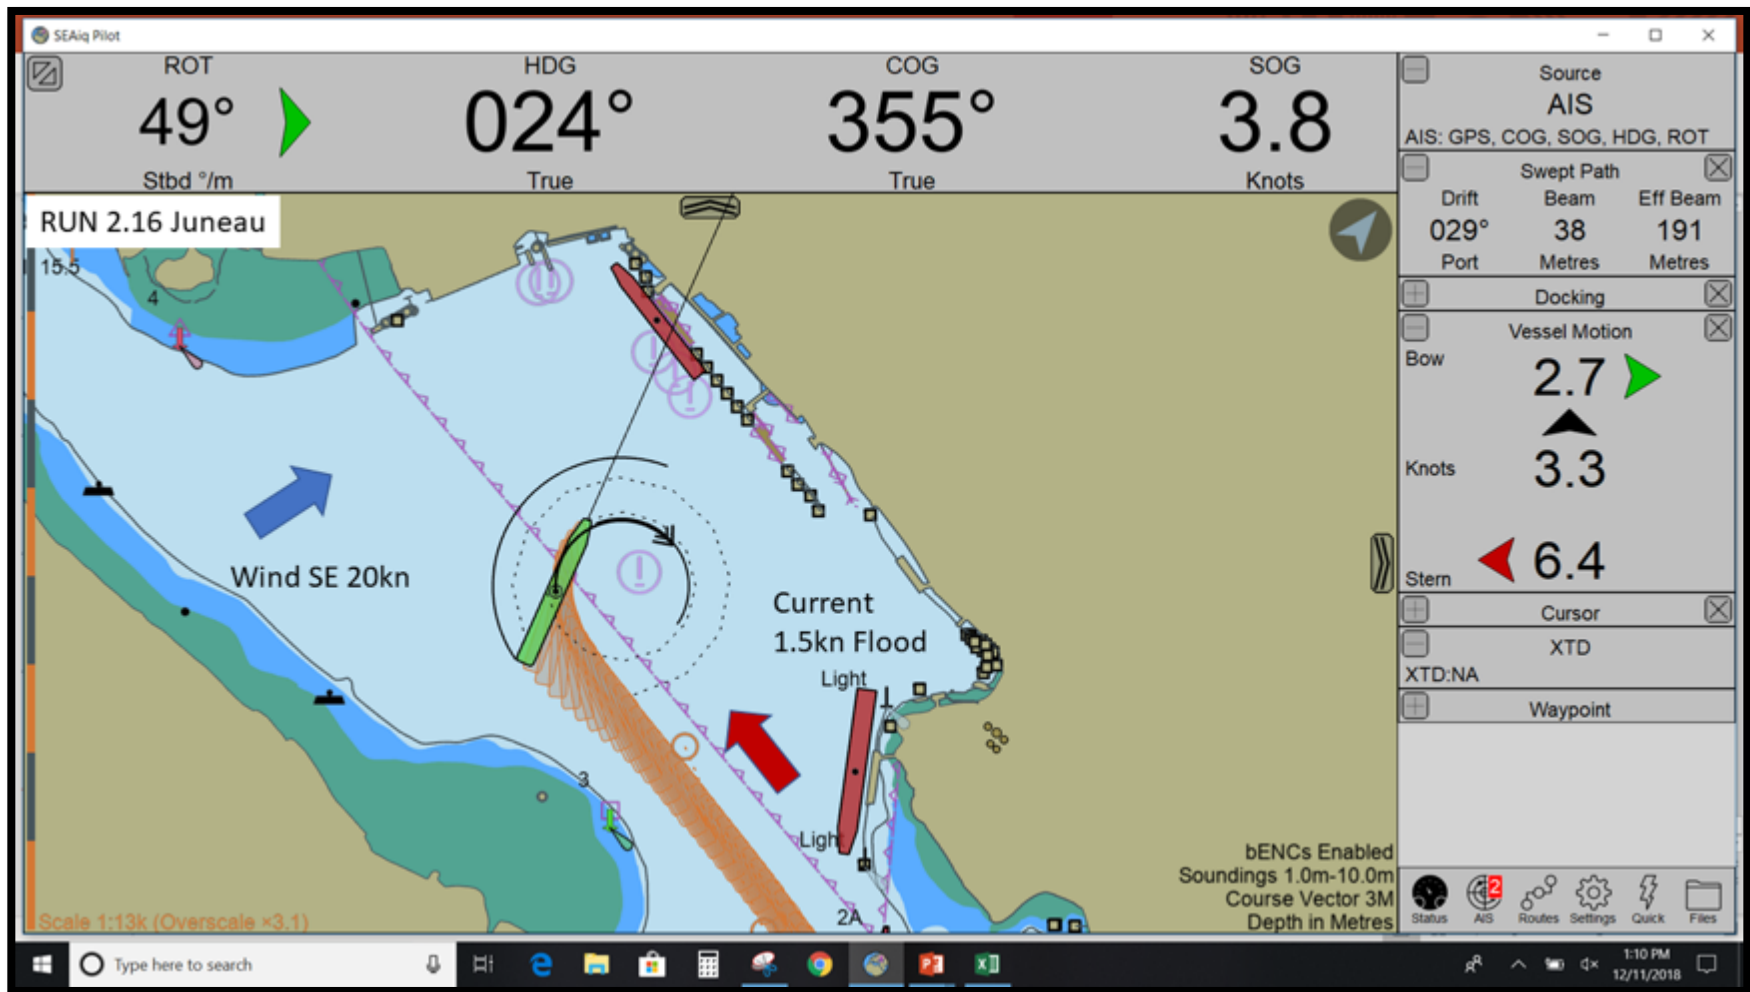 SEAiq Pilot
ROT
HDG
COG
SOG
49°
024°
355°
3.8
Stbd °/m
True
True
Knots
Source
AIS
AIS: GPS, COG, SOG, HDG, ROT
Swept Path
Drift
Beam
Eff Beam
029°
38
191
Port
Metres
Metres
Docking
Vessel Motion
Bow
2.7
Knots
3.3
Stern
6.4
Cursor
XTD
XTD:NA
Waypoint
RUN 2.16 Juneau
15.5
4
Wind SE 20kn
Current
1.5kn Flood
Light
3
Light
2A
bENCs Enabled
Soundings 1.0m-10.0m
Course Vector 3M
Depth in Metres
Scale 1:13k (Overscale ×3.1)
2
Status
AIS
Routes
Settings
Quick
Files
Type here to search
1:10 PM
12/11/2018